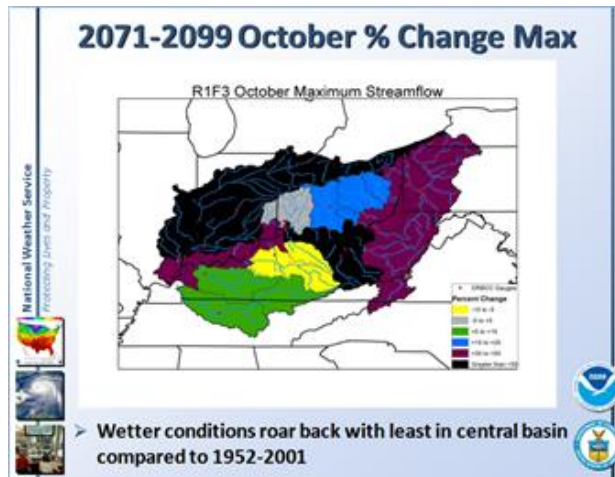 2071-2099 October % Change Max
R1F3 October Maximum Streamflow
National Weather Service
Protecting Lives and Property
Percent Change
Wetter conditions roar back with least in central basin
compared to 1952-2001